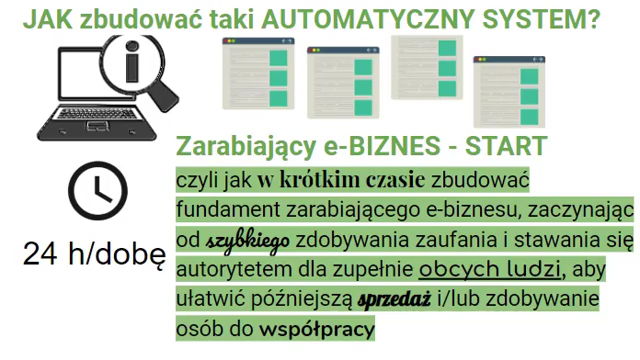 JAK zbudować taki AUTOMATYCZNY SYSTEM?
Zarabiający e-BIZNES - START
czyli jak w krótkim czasie zbudować
fundament zarabiającego e-biznesu, zaczynając
od szybkiego zdobywania zaufania i stawania się
autorytetem dla zupełnie obcych ludzi, aby
ułatwić późniejszą sprzedaż i/lub zdobywanie
osób do współpracy
24 h/dobę